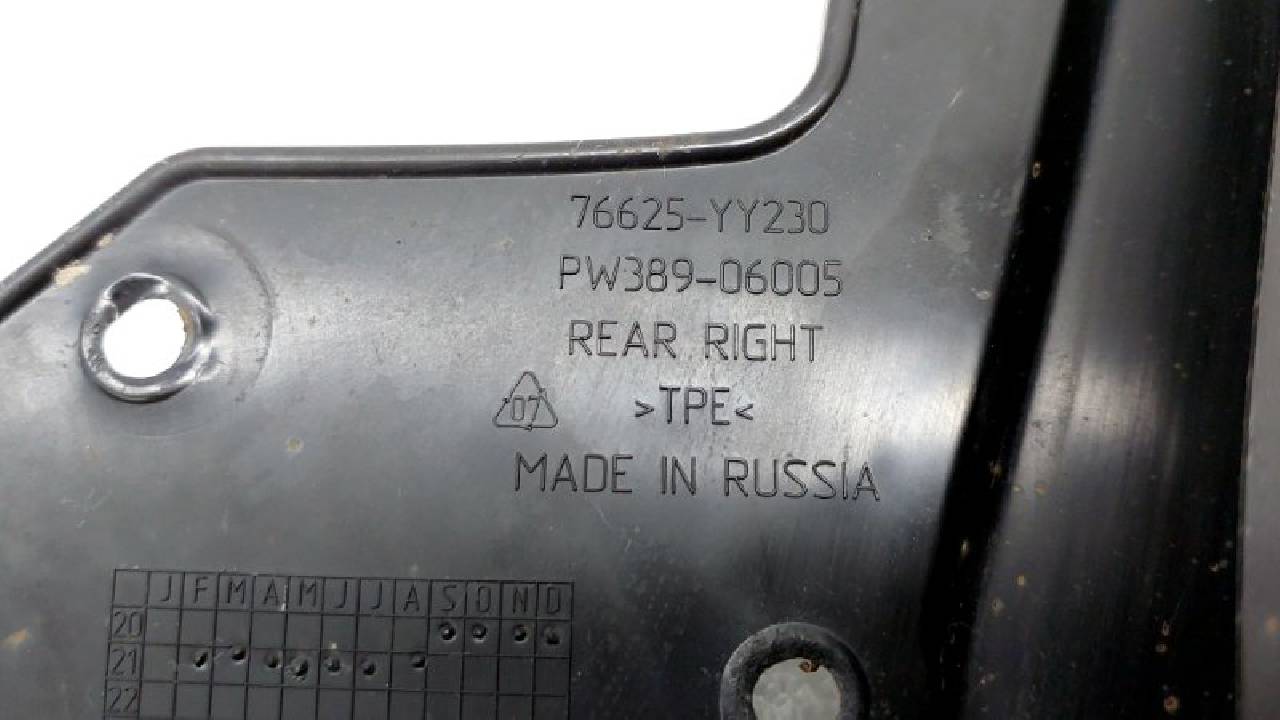 76625-YY230
PW389-06005
REAR RIGHT
07 >TPE<
MADE IN RUSSIA
J F M A M J J A S O N D
20
21
22